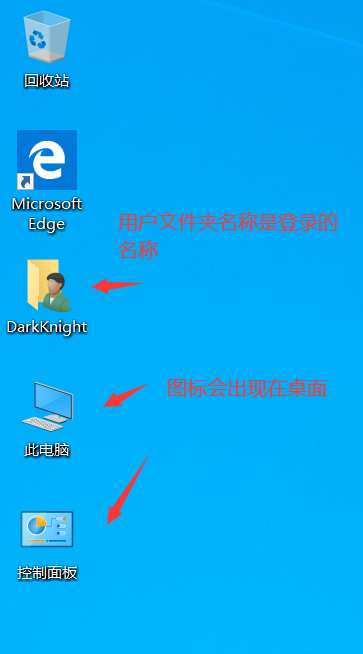 回收站
Microsoft
Edge
用户文件夹名称是登录的
名称
DarkKnight
图标会出现在桌面
此电脑
控制面板